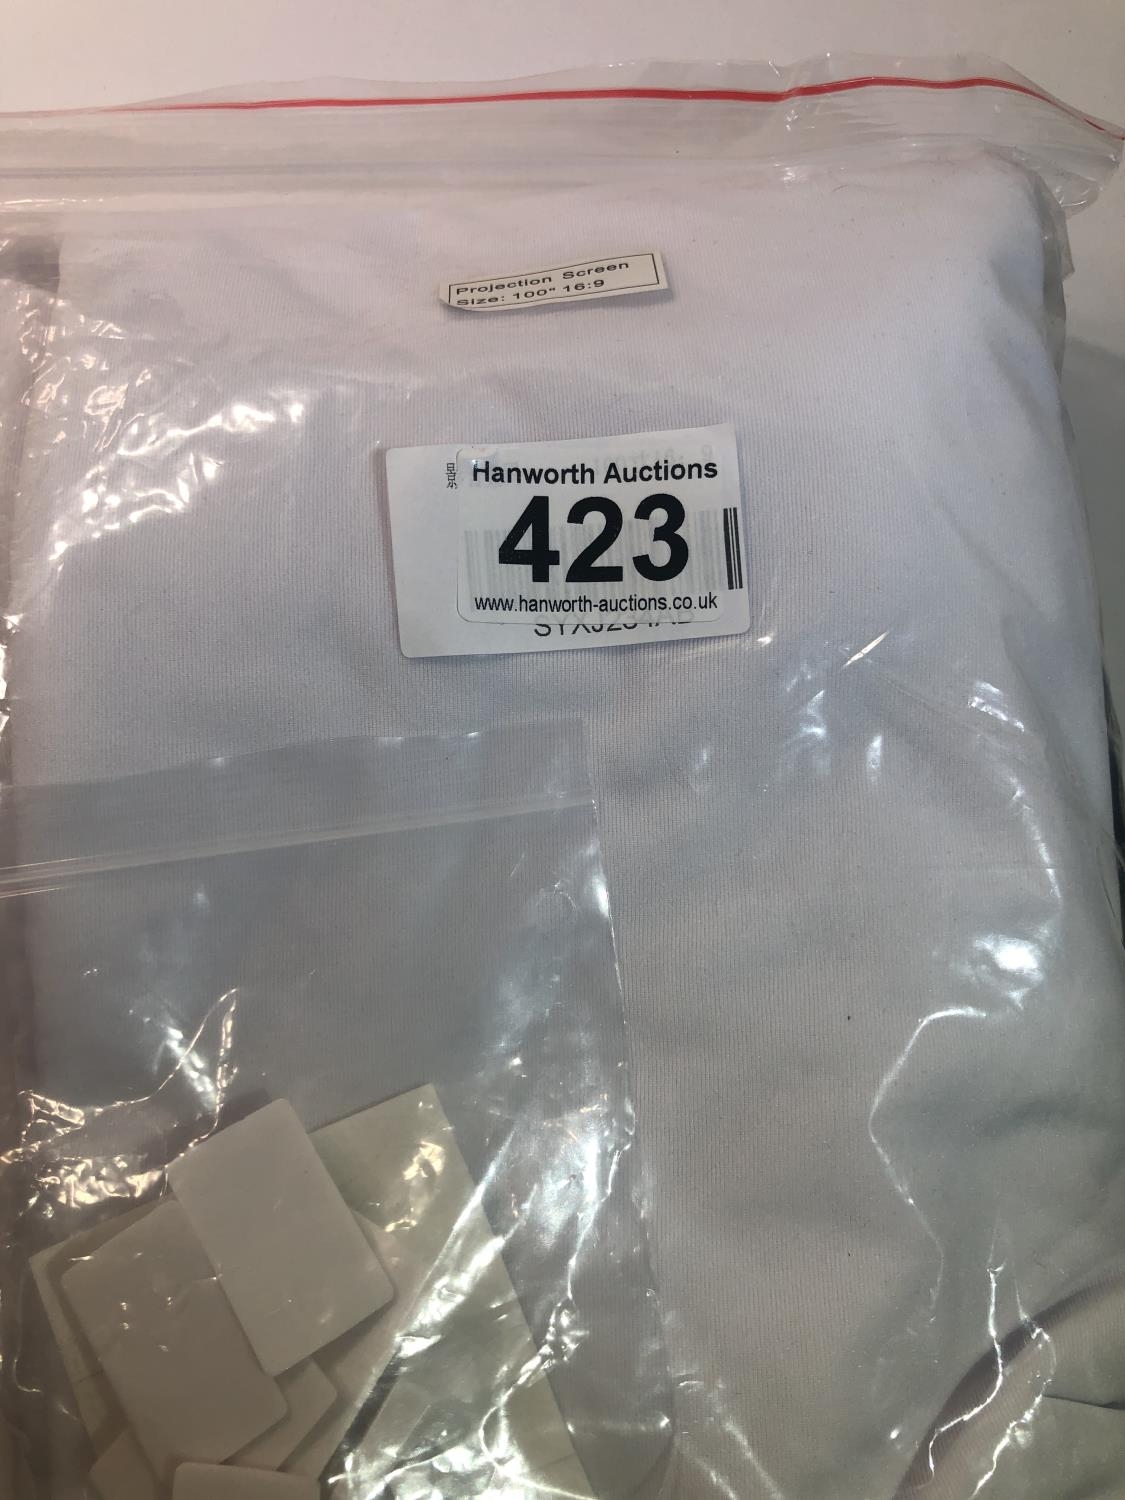 Projection Screen
Size: 100" 16:9
Hanworth Auctions
423
www.hanworth-auctions.co.uk